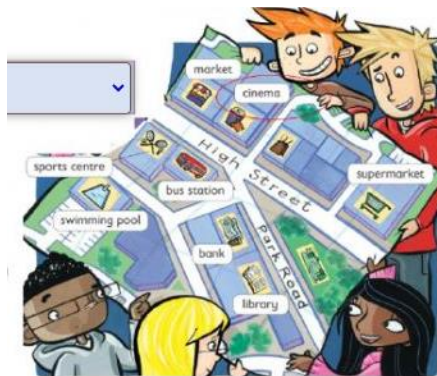 market
cinema
High Street
sports centre
supermarket
bus station
swimming pool
Park Road
bank
library